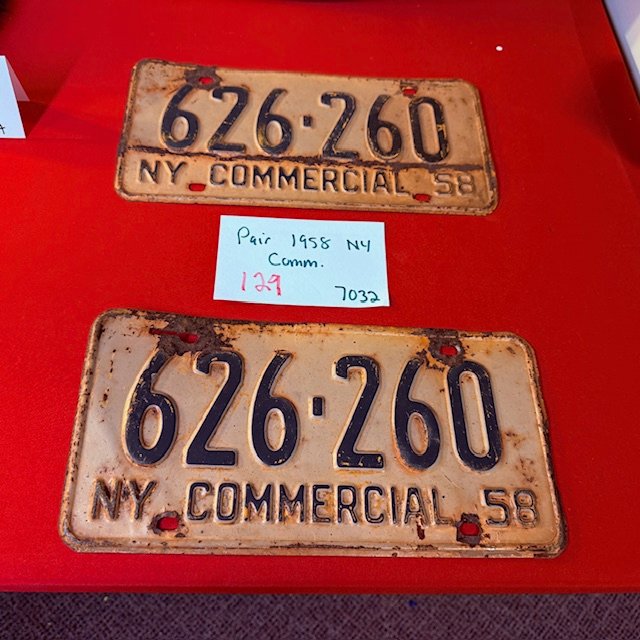 626·260
NY COMMERCIAL 58
Pair 1958 NY
Comm.
129 7032
626·260
NY COMMERCIAL 58